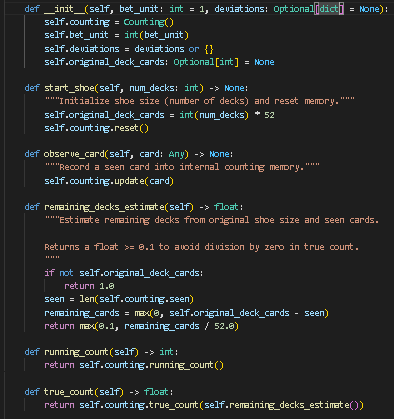 def __init__(self, bet_unit: int = 1, deviations: Optional[dict] = None):
    self.counting = Counting()
    self.bet_unit = int(bet_unit)
    self.deviations = deviations or {}
    self.original_deck_cards: Optional[int] = None

def start_shoe(self, num_decks: int) -> None:
    """Initialize shoe size (number of decks) and reset memory."""
    self.original_deck_cards = int(num_decks) * 52
    self.counting.reset()

def observe_card(self, card: Any) -> None:
    """Record a seen card into internal counting memory."""
    self.counting.update(card)

def remaining_decks_estimate(self) -> float:
    """Estimate remaining decks from original shoe size and seen cards.

    Returns a float >= 0.1 to avoid division by zero in true count.
    """
    if not self.original_deck_cards:
        return 1.0
    seen = len(self.counting.seen)
    remaining_cards = max(0, self.original_deck_cards - seen)
    return max(0.1, remaining_cards / 52.0)

def running_count(self) -> int:
    return self.counting.running_count()

def true_count(self) -> float:
    return self.counting.true_count(self.remaining_decks_estimate())